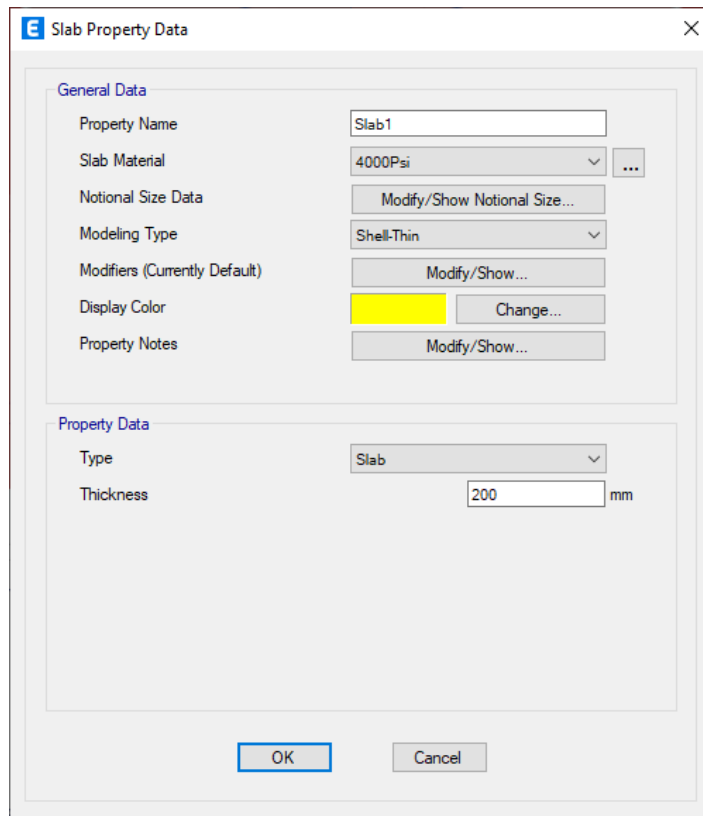 E Slab Property Data
General Data
Property Name Slab1
Slab Material 4000Psi ...
Notional Size Data Modify/Show Notional Size...
Modeling Type Shell-Thin
Modifiers (Currently Default) Modify/Show...
Display Color Change...
Property Notes Modify/Show...
Property Data
Type Slab
Thickness 200 mm
OK Cancel